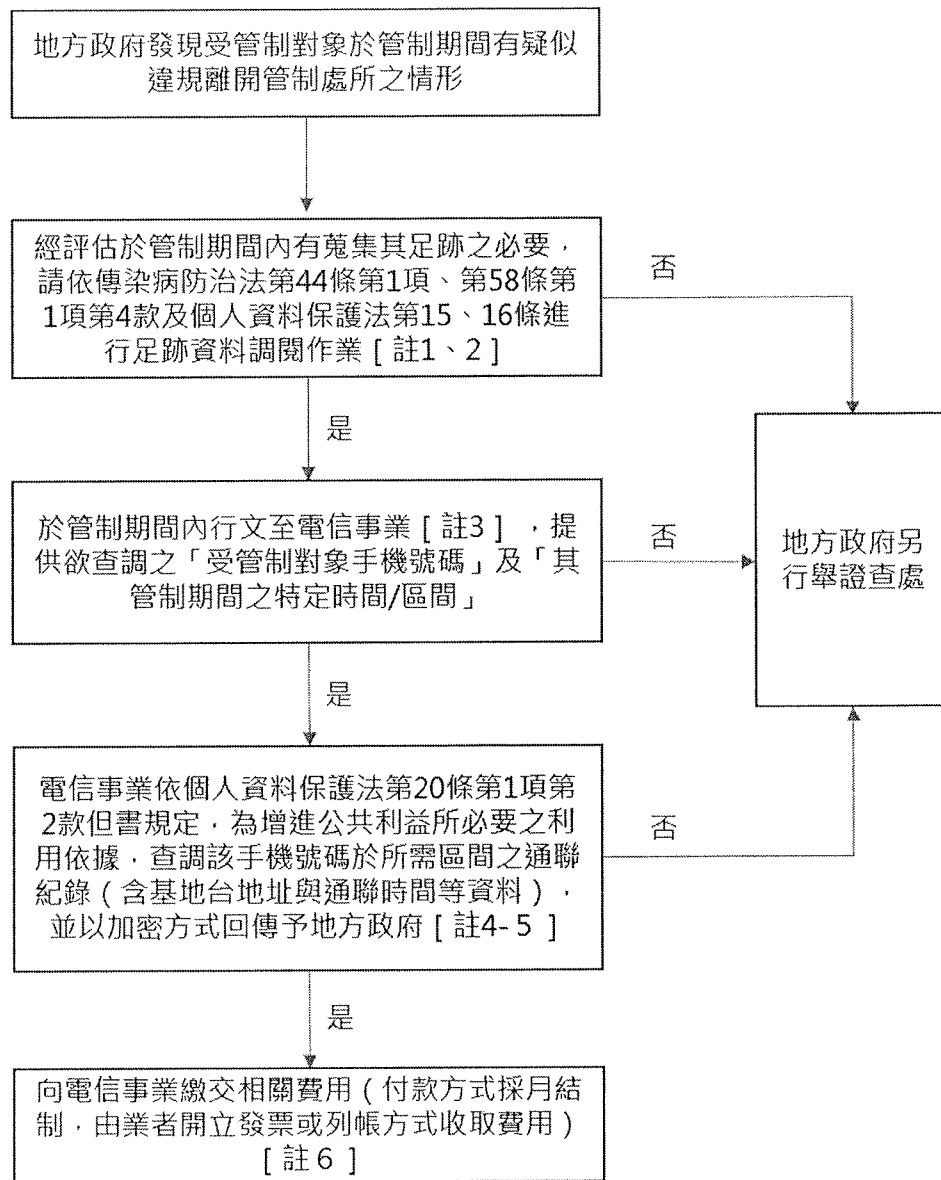 地方政府發現受管制對象於管制期間有疑似
違規離開管制處所之情形
經評估於管制期間內有蒐集其足跡之必要，
請依傳染病防治法第44條第1項、第58條第
1項第4款及個人資料保護法第15、16條進
行足跡資料調閱作業 [ 註1、2 ]
否
是
於管制期間內行文至電信事業 [ 註3 ] ，提
供欲查調之「受管制對象手機號碼」及「其
管制期間之特定時間/區間」
否
地方政府另
行舉證查處
是
電信事業依個人資料保護法第20條第1項第
2款但書規定，為增進公共利益所必要之利
用依據，查調該手機號碼於所需區間之通聯
紀錄（含基地台地址與通聯時間等資料），
並以加密方式回傳予地方政府 [ 註4- 5 ]
否
是
向電信事業繳交相關費用（付款方式採月結
制，由業者開立發票或列帳方式收取費用）
[ 註 6 ]